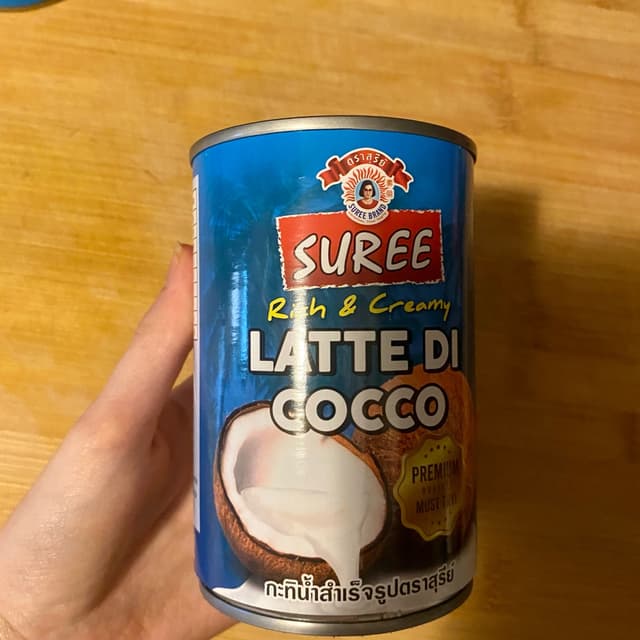 ตราสุรีย์
SUREE BRAND
SUREE
Rich & Creamy
LATTE DI
COCCO
PREMIUM
MUST
กะทิน้ำสำเร็จรูปตราสุรีย์